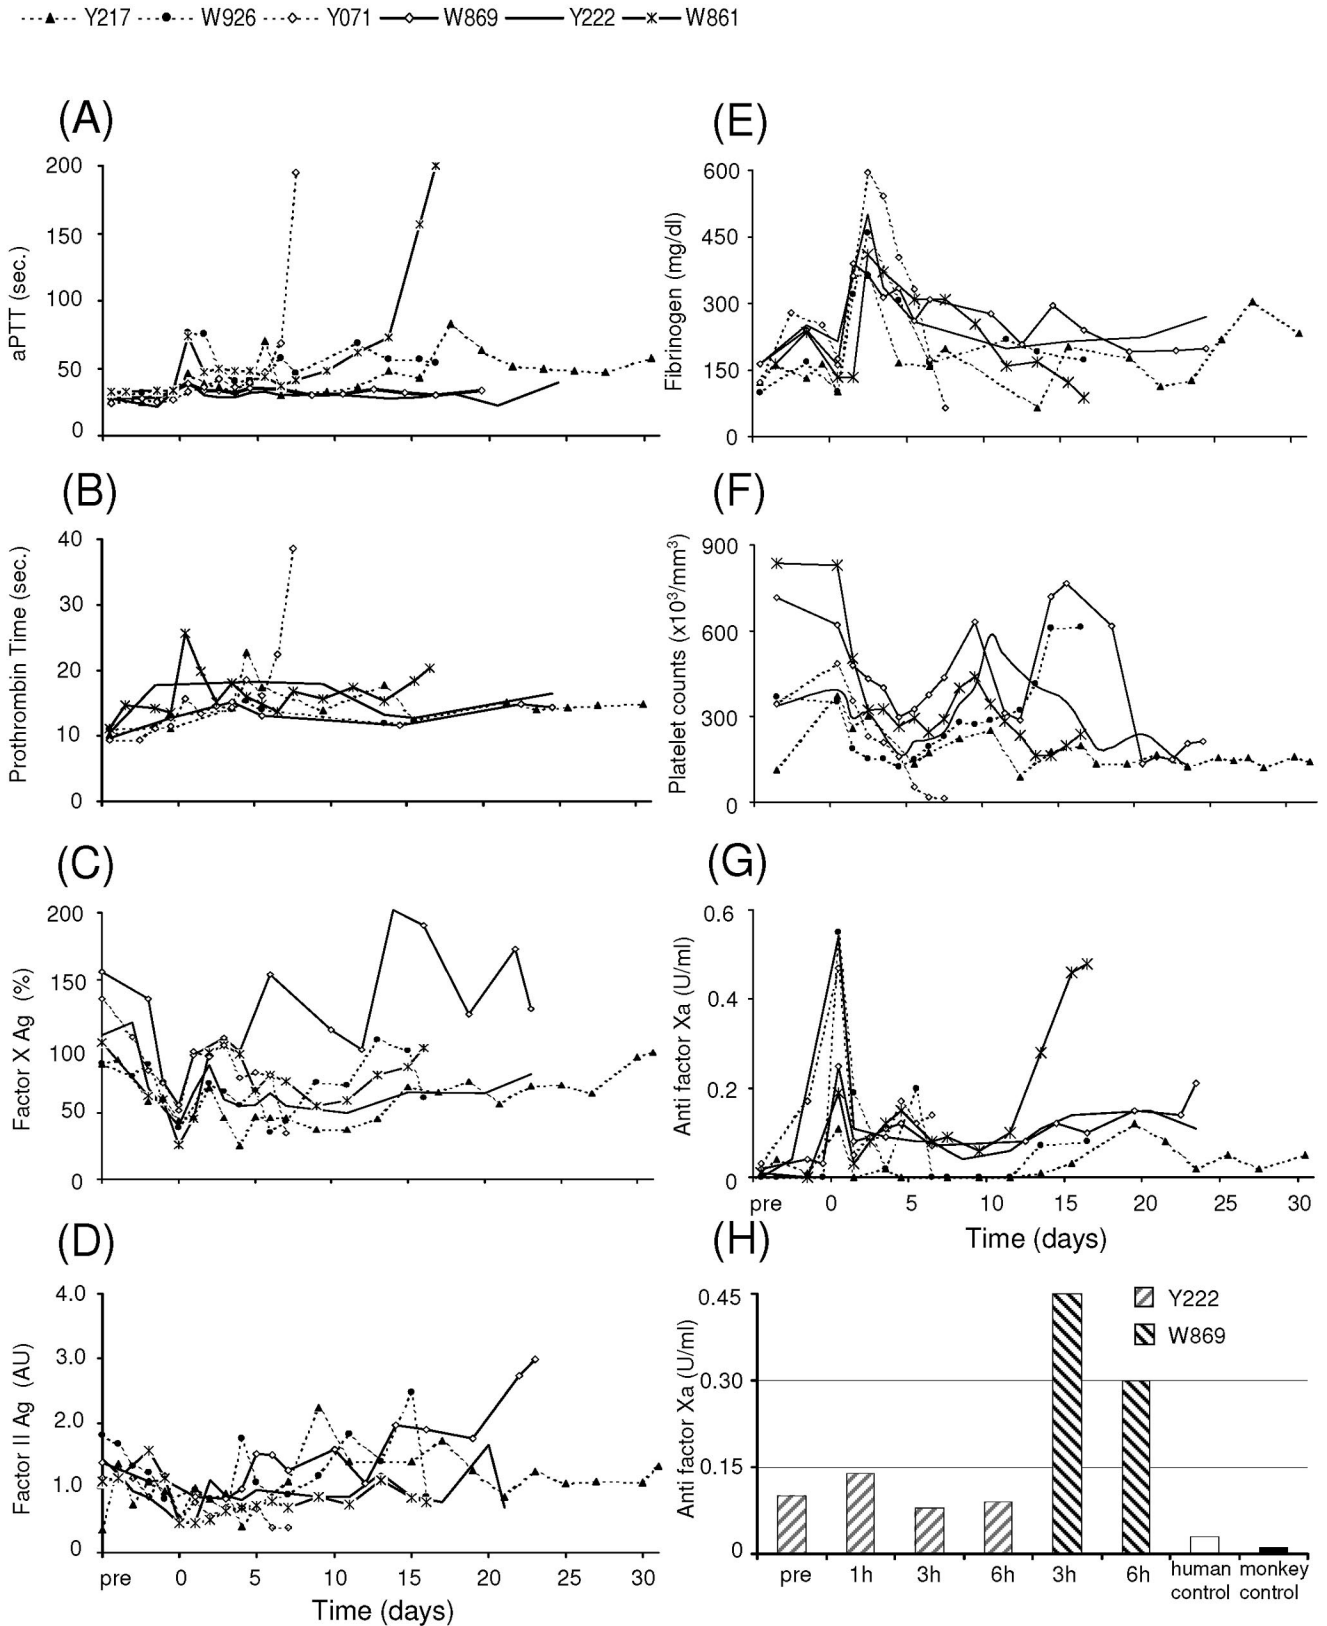 Y217 W926 Y071 W869 Y222 W861
(A)
200
150
100
50
0
aPTT (sec.)
(B)
40
30
20
10
0
Prothrombin Time (sec.)
(C)
200
150
100
50
0
Factor X Ag (%)
(D)
4.0
3.0
2.0
1.0
0
Factor II Ag (AU)
pre 0 5 10 15 20 25 30
Time (days)
(E)
600
450
300
150
0
Fibrinogen (mg/dl)
(F)
900
600
300
0
Platelet counts (x10³/mm³)
(G)
0.6
0.4
0.2
0
Anti factor Xa (U/ml)
pre 0 5 10 15 20 25 30
Time (days)
(H)
0.45
0.30
0.15
0
Anti factor Xa (U/ml)
Y222
W869
pre 1h 3h 6h 3h 6h human monkey
control control